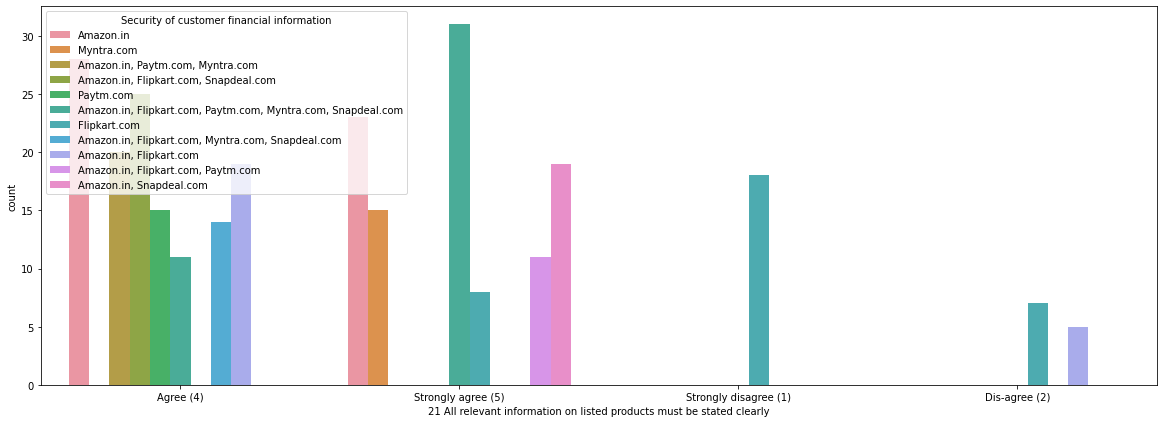 Security of customer financial information
Amazon.in
Myntra.com
Amazon.in, Paytm.com, Myntra.com
Amazon.in, Flipkart.com, Snapdeal.com
Paytm.com
Amazon.in, Flipkart.com, Paytm.com, Myntra.com, Snapdeal.com
Flipkart.com
Amazon.in, Flipkart.com, Myntra.com, Snapdeal.com
Amazon.in, Flipkart.com
Amazon.in, Flipkart.com, Paytm.com
Amazon.in, Snapdeal.com
30
25
20
15
10
5
0
count
Agree (4)
Strongly agree (5)
Strongly disagree (1)
Dis-agree (2)
21 All relevant information on listed products must be stated clearly